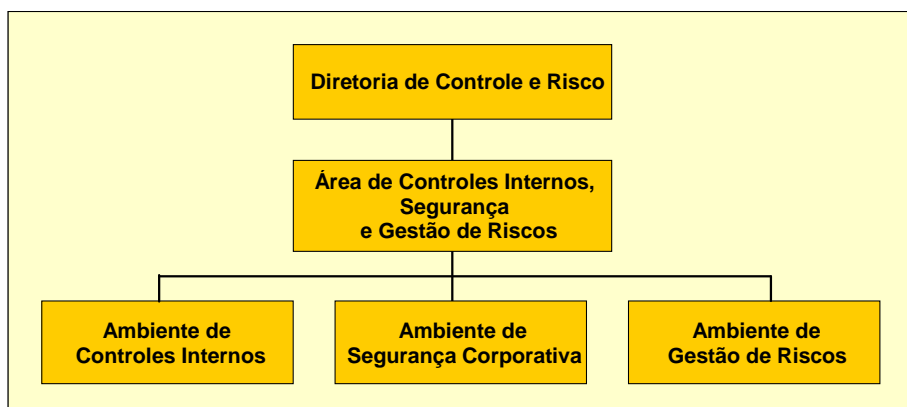 Diretoria de Controle e Risco
Área de Controles Internos,
Segurança
e Gestão de Riscos
Ambiente de
Controles Internos
Ambiente de
Segurança Corporativa
Ambiente de
Gestão de Riscos